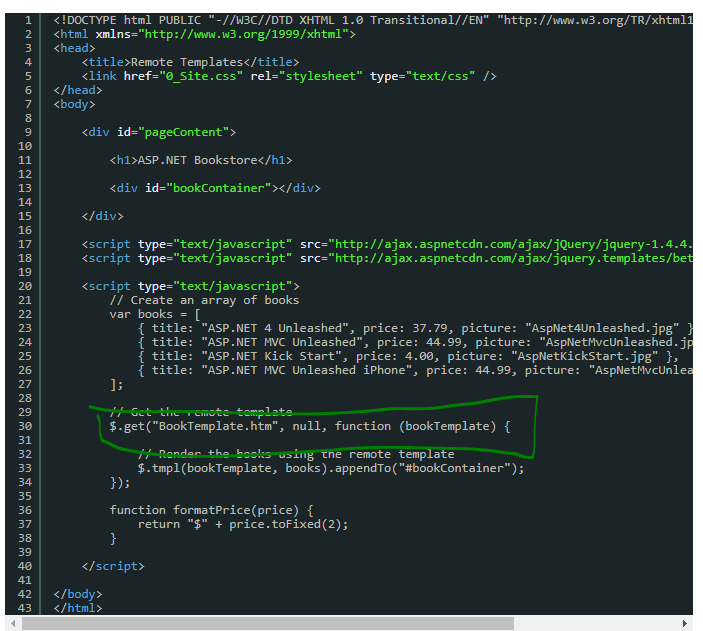 1 <!DOCTYPE html PUBLIC "-//W3C//DTD XHTML 1.0 Transitional//EN" "http://www.w3.org/TR/xhtml1
2 <html xmlns="http://www.w3.org/1999/xhtml">
3 <head>
4 <title>Remote Templates</title>
5 <link href="0_Site.css" rel="stylesheet" type="text/css" />
6 </head>
7 <body>
8
9 <div id="pageContent">
10
11 <h1>ASP.NET Bookstore</h1>
12
13 <div id="bookContainer"></div>
14
15 </div>
16
17 <script type="text/javascript" src="http://ajax.aspnetcdn.com/ajax/jQuery/jquery-1.4.4.
18 <script type="text/javascript" src="http://ajax.aspnetcdn.com/ajax/jquery.templates/bet
19
20 <script type="text/javascript">
21 // Create an array of books
22 var books = [
23 { title: "ASP.NET 4 Unleashed", price: 37.79, picture: "AspNet4Unleashed.jpg" }
24 { title: "ASP.NET MVC Unleashed", price: 44.99, picture: "AspNetMvcUnleashed.jp
25 { title: "ASP.NET Kick Start", price: 4.00, picture: "AspNetKickStart.jpg" },
26 { title: "ASP.NET MVC Unleashed iPhone", price: 44.99, picture: "AspNetMvcUnlea
27 ];
28
29 // Get the remote template
30 $.get("BookTemplate.htm", null, function (bookTemplate) {
31
32 // Render the books using the remote template
33 $.tmpl(bookTemplate, books).appendTo("#bookContainer");
34 });
35
36 function formatPrice(price) {
37 return "$" + price.toFixed(2);
38 }
39
40 </script>
41
42 </body>
43 </html>